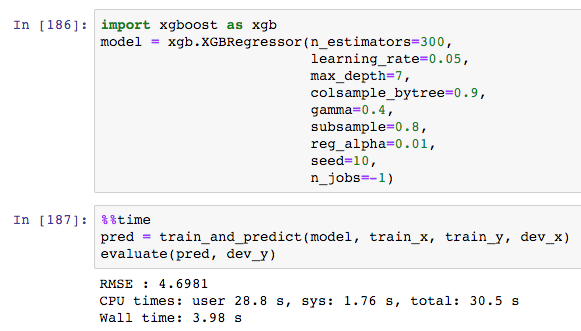 In [186]: import xgboost as xgb
model = xgb.XGBRegressor(n_estimators=300,
learning_rate=0.05,
max_depth=7,
colsample_bytree=0.9,
gamma=0.4,
subsample=0.8,
reg_alpha=0.01,
seed=10,
n_jobs=-1)
In [187]: %%time
pred = train_and_predict(model, train_x, train_y, dev_x)
evaluate(pred, dev_y)
RMSE : 4.6981
CPU times: user 28.8 s, sys: 1.76 s, total: 30.5 s
Wall time: 3.98 s